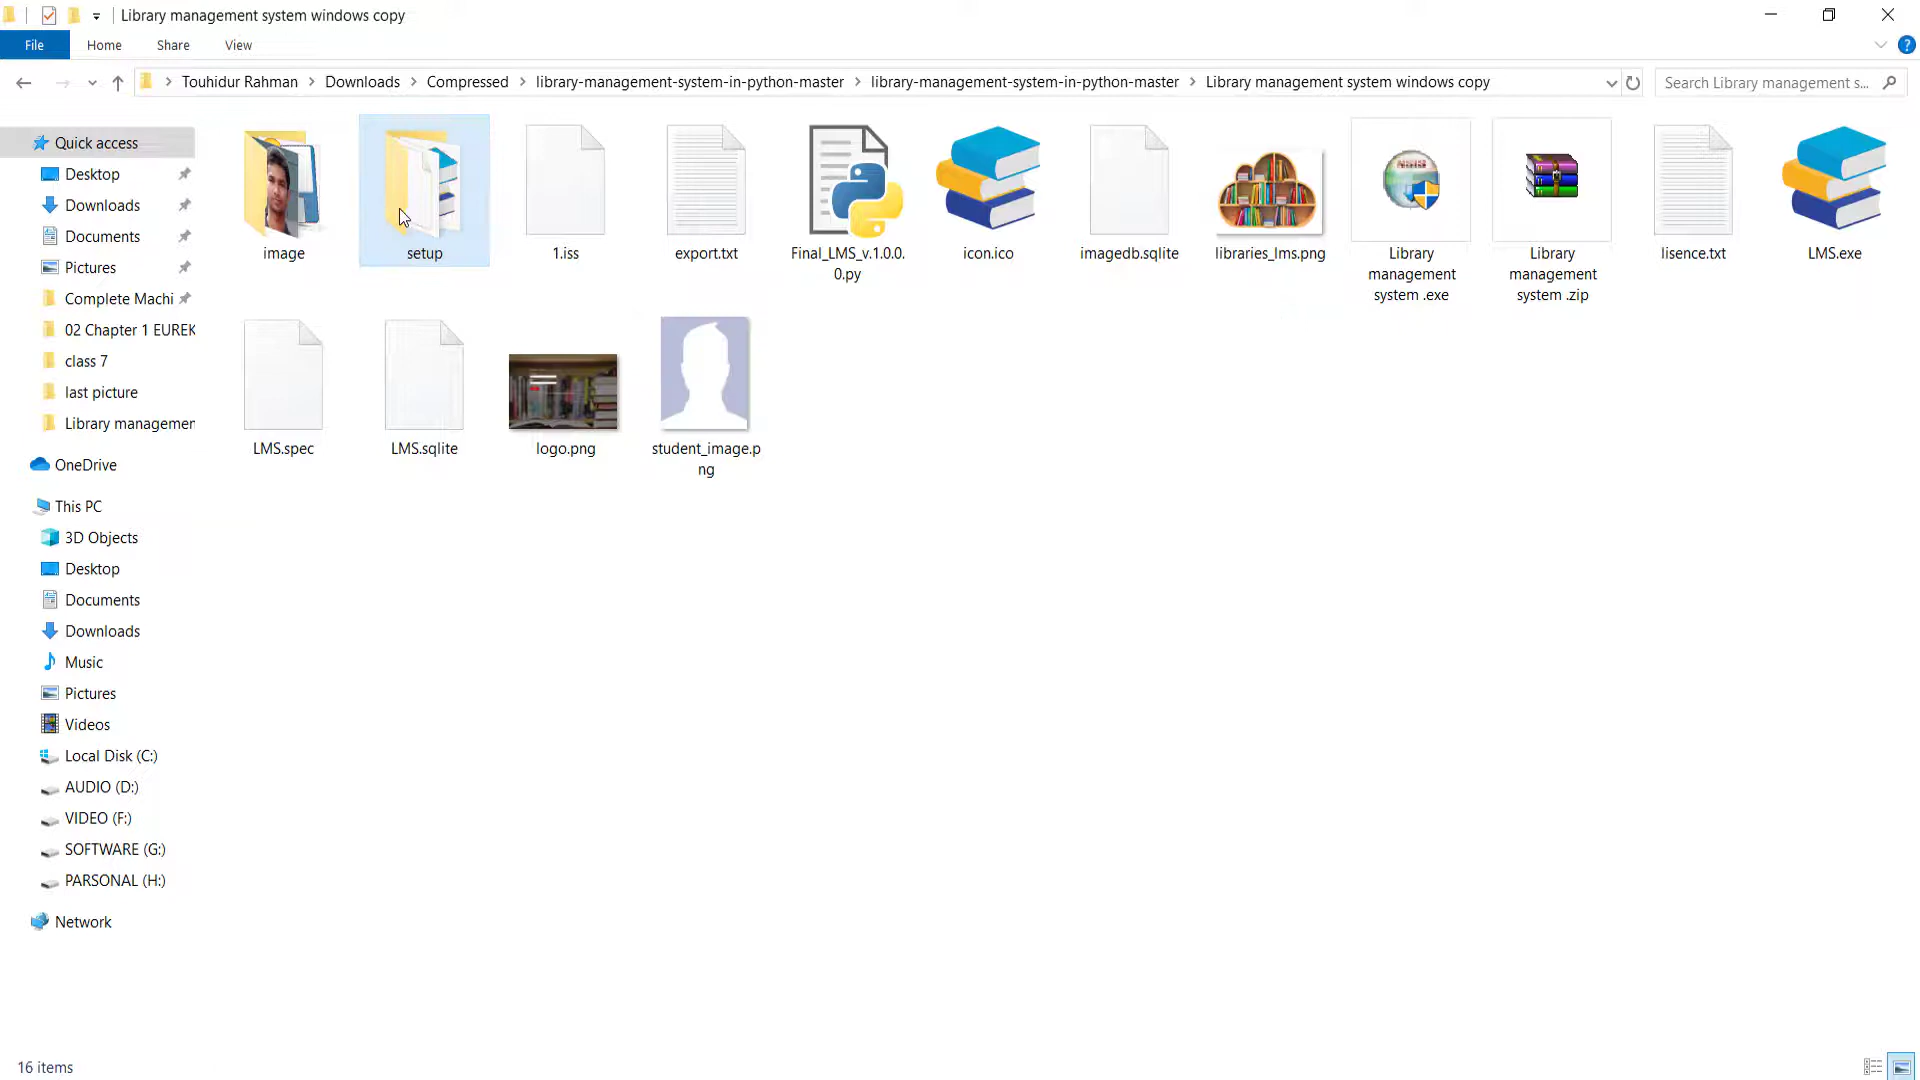 Library management system windows copy
File Home Share View
Touhidur Rahman Downloads Compressed library-management-system-in-python-master library-management-system-in-python-master Library management system windows copy
Search Library management s...
Quick access
Desktop
Downloads
Documents
Pictures
Complete Machi
02 Chapter 1 EUREK
class 7
last picture
Library managemen
OneDrive
This PC
3D Objects
Desktop
Documents
Downloads
Music
Pictures
Videos
Local Disk (C:)
AUDIO (D:)
VIDEO (F:)
SOFTWARE (G:)
PARSONAL (H:)
Network
image
setup
1.iss
export.txt
Final_LMS_v.1.0.0.
0.py
icon.ico
imagedb.sqlite
libraries_lms.png
NSIS
Library
management
system .exe
Library
management
system .zip
lisence.txt
LMS.exe
LMS.spec
LMS.sqlite
logo.png
student_image.p
ng
16 items